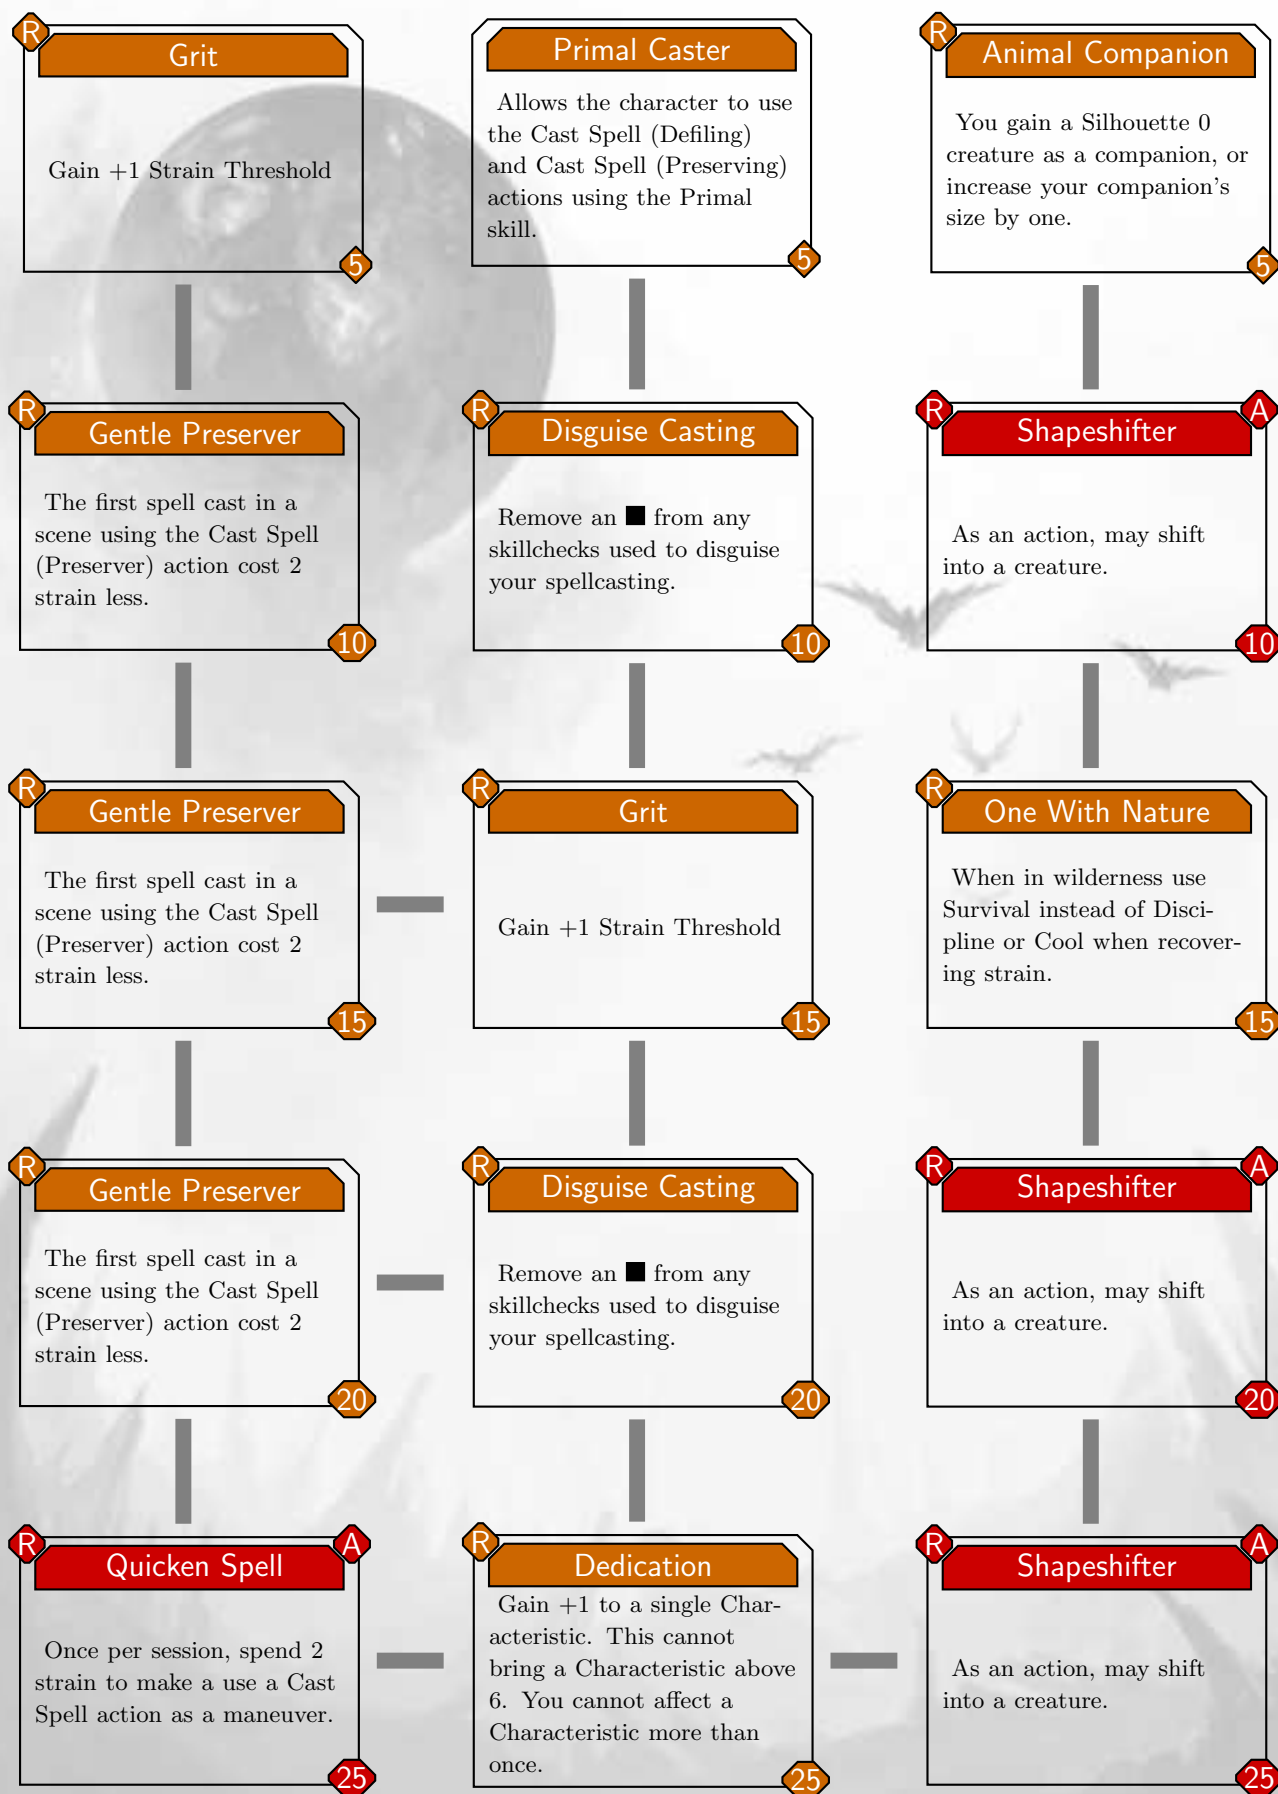 R
Grit
Gain +1 Strain Threshold
5
Primal Caster
Allows the character to use
the Cast Spell (Defiling)
and Cast Spell (Preserving)
actions using the Primal
skill.
5
R
Animal Companion
You gain a Silhouette 0
creature as a companion, or
increase your companion's
size by one.
5
R
Gentle Preserver
The first spell cast in a
scene using the Cast Spell
(Preserver) action cost 2
strain less.
10
R
Disguise Casting
Remove an ■ from any
skillchecks used to disguise
your spellcasting.
10
R
A
Shapeshifter
As an action, may shift
into a creature.
10
R
Gentle Preserver
The first spell cast in a
scene using the Cast Spell
(Preserver) action cost 2
strain less.
15
R
Grit
Gain +1 Strain Threshold
15
R
One With Nature
When in wilderness use
Survival instead of Disci-
pline or Cool when recover-
ing strain.
15
R
Gentle Preserver
The first spell cast in a
scene using the Cast Spell
(Preserver) action cost 2
strain less.
20
R
Disguise Casting
Remove an ■ from any
skillchecks used to disguise
your spellcasting.
20
R
A
Shapeshifter
As an action, may shift
into a creature.
20
R
A
Quicken Spell
Once per session, spend 2
strain to make a use a Cast
Spell action as a maneuver.
25
R
Dedication
Gain +1 to a single Char-
acteristic. This cannot
bring a Characteristic above
6. You cannot affect a
Characteristic more than
once.
25
R
A
Shapeshifter
As an action, may shift
into a creature.
25